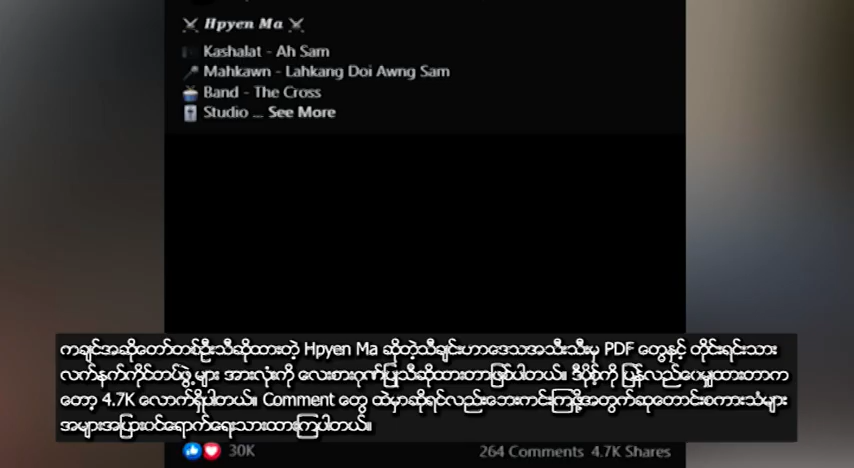 Hpyen Ma
Kashalat - Ah Sam
Mahkawn - Lahkang Doi Awng Sam
Band - The Cross
Studio ... See More
ကချင်အဆိုတော်တစ်ဦးသီဆိုထားတဲ့ Hpyen Ma ဆိုတဲ့သီချင်းဟာဒေသအသီးသီးမှ PDF တွေနှင့် တိုင်းရင်းသား
လက်နက်ကိုင်တပ်ဖွဲ့များ အားလုံးကို လေးစားဂုဏ်ပြုသီဆိုထားတာဖြစ်ပါတယ်။ ဒီပို့စ်ကို ပြန်လည်ဝေမျှထားတာက
တော့ 4.7K လောက်ရှိပါတယ်။ Comment တွေ ထဲမှာဆိုရင်လည်းဘေးကင်းကြဖို့အတွက်ဆုတောင်းစကားသံများ
အများအပြားဝင်ရောက်ရေးသားထားကြပါတယ်။
30K 264 Comments 4.7K Shares